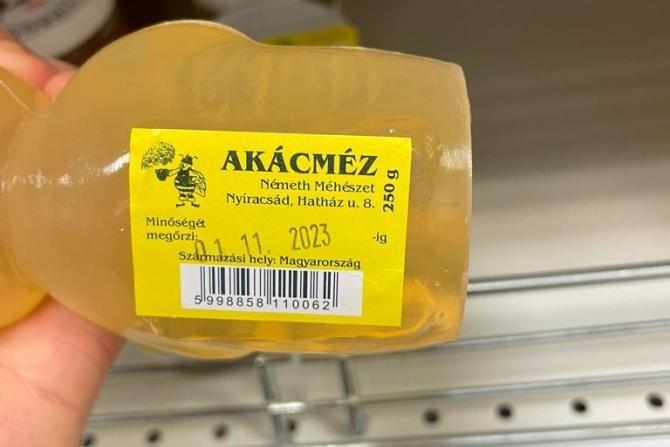 AKÁCMÉZ
Németh Méhészet
Nyíracsád, Hatház u. 8.
250 g
Minőségét
megőrzi: 01 11. 2023 -ig
Származási hely: Magyarország
5998858110062